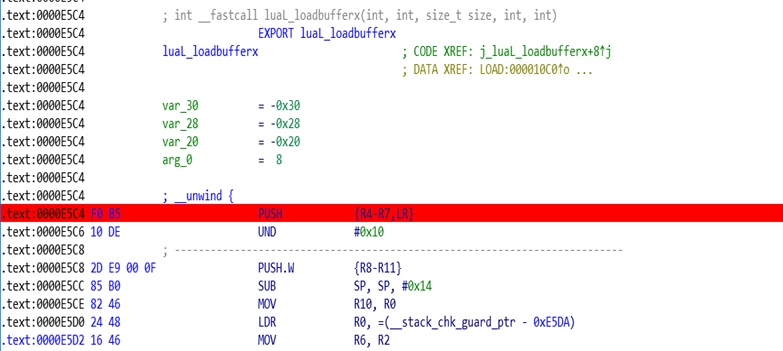 .text:0000E5C4 ; int __fastcall luaL_loadbufferx(int, int, size_t size, int, int)
.text:0000E5C4 EXPORT luaL_loadbufferx
.text:0000E5C4 luaL_loadbufferx ; CODE XREF: j_luaL_loadbufferx+8↑j
.text:0000E5C4 ; DATA XREF: LOAD:000010C0↑o ...
.text:0000E5C4
.text:0000E5C4 var_30 = -0x30
.text:0000E5C4 var_28 = -0x28
.text:0000E5C4 var_20 = -0x20
.text:0000E5C4 arg_0 = 8
.text:0000E5C4
.text:0000E5C4 ; __unwind {
.text:0000E5C4 F0 B5 PUSH {R4-R7,LR}
.text:0000E5C6 10 DE UND #0x10
.text:0000E5C8 ; ---------------------------------------------------------------------------
.text:0000E5C8 2D E9 00 0F PUSH.W {R8-R11}
.text:0000E5CC 85 B0 SUB SP, SP, #0x14
.text:0000E5CE 82 46 MOV R10, R0
.text:0000E5D0 24 48 LDR R0, =(__stack_chk_guard_ptr - 0xE5DA)
.text:0000E5D2 16 46 MOV R6, R2